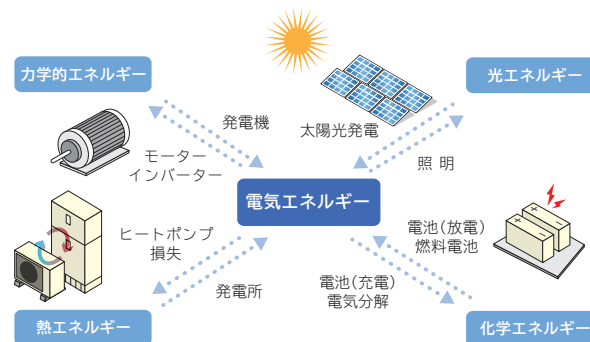 力学的エネルギー
光エネルギー
発電機
太陽光発電
モーター
インバーター
照 明
電気エネルギー
ヒートポンプ
損失
電池(放電)
燃料電池
発電所
電池(充電)
電気分解
熱エネルギー
化学エネルギー